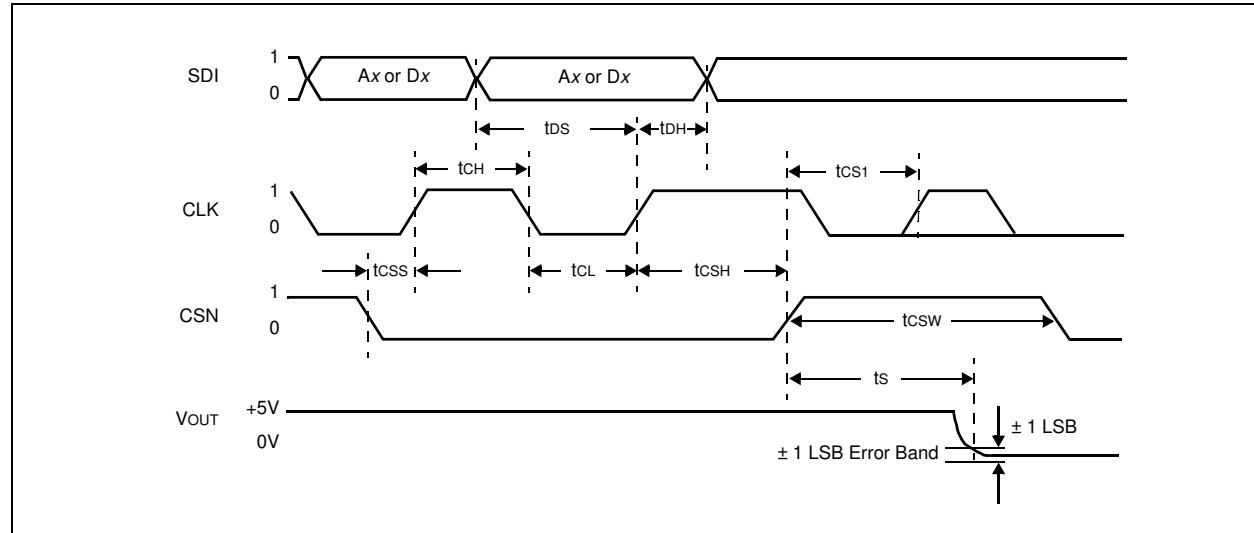 SDI
1
0
Ax or Dx
Ax or Dx
tDS
tDH
tCH
tCS1
CLK
1
0
tCSS
tCL
tCSH
CSN
1
0
tCSW
tS
VOUT
+5V
0V
± 1 LSB
± 1 LSB Error Band